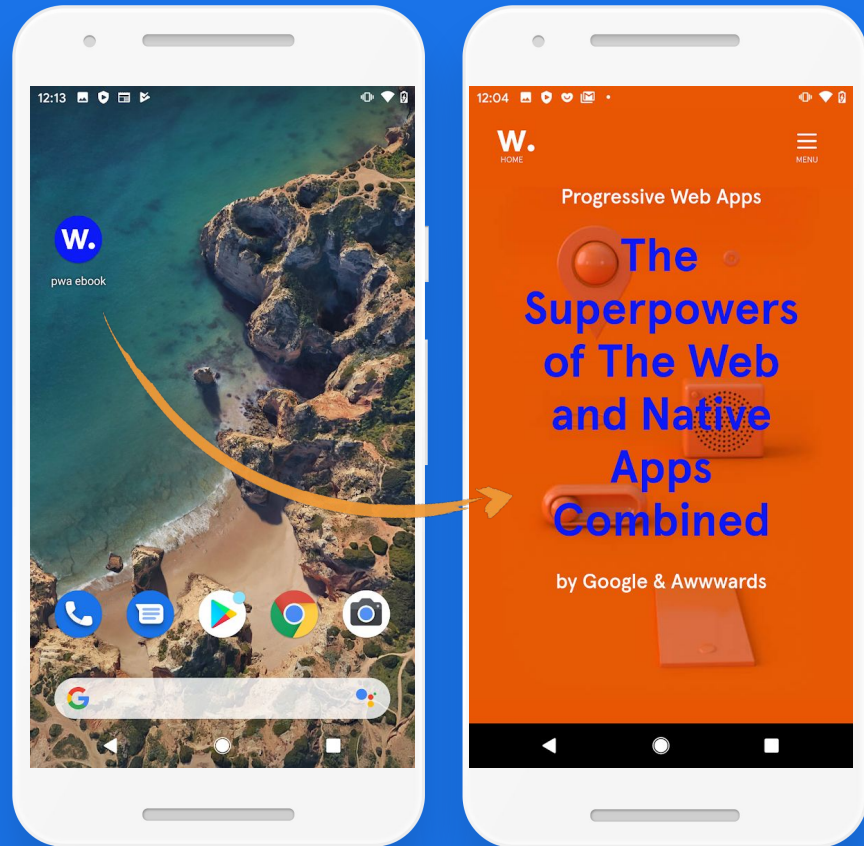 12:13
W.
pwa ebook
12:04
W.
HOME
MENU
Progressive Web Apps
The
Superpowers
of The Web
and Native
Apps
Combined
by Google & Awwwards